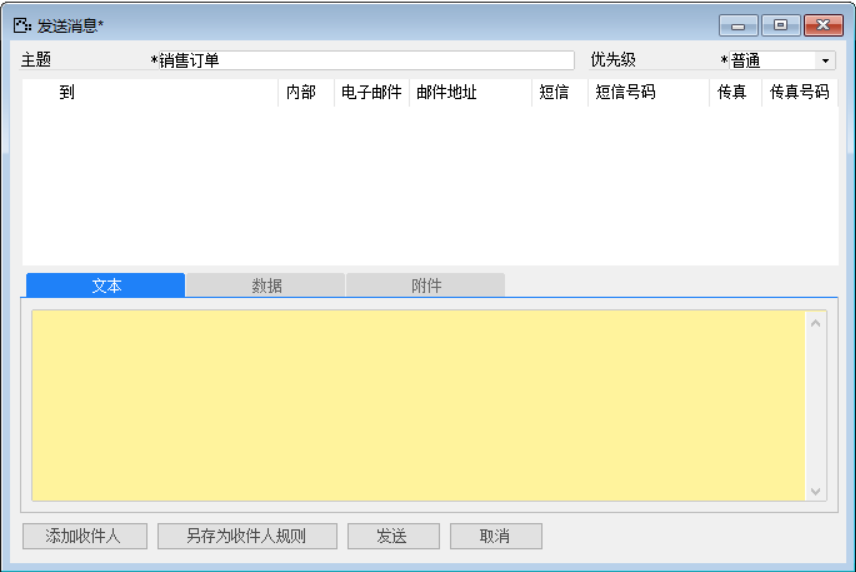 发送消息*
主题 *销售订单 优先级 *普通
到 内部 电子邮件 邮件地址 短信 短信号码 传真 传真号码
文本 数据 附件
添加收件人 另存为收件人规则 发送 取消